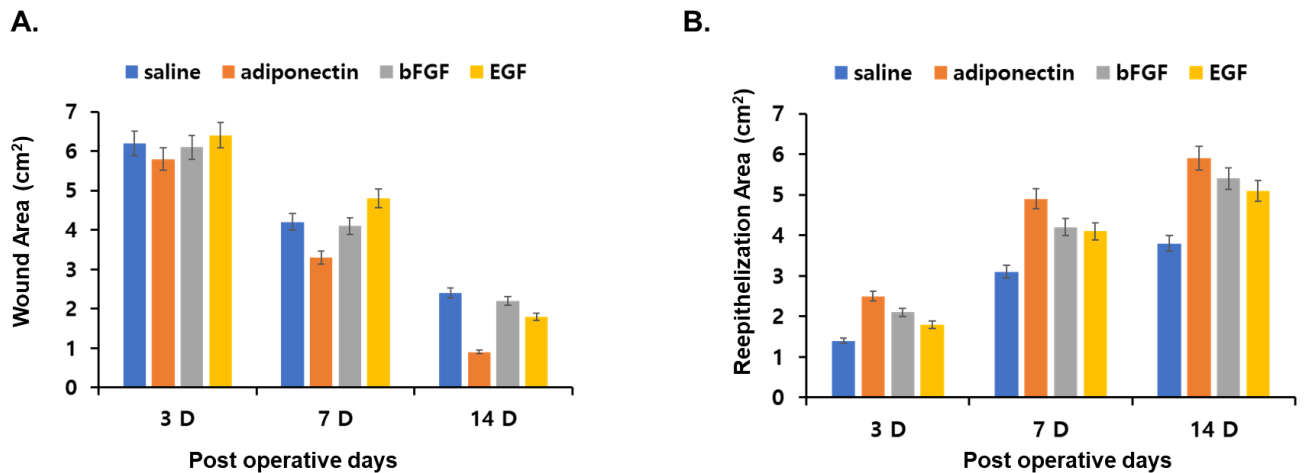 A.
saline adiponectin bFGF EGF
Wound Area (cm²)
7
6
5
4
3
2
1
0
3 D 7 D 14 D
Post operative days
B.
saline adiponectin bFGF EGF
Reepithelization Area (cm²)
7
6
5
4
3
2
1
0
3 D 7 D 14 D
Post operative days